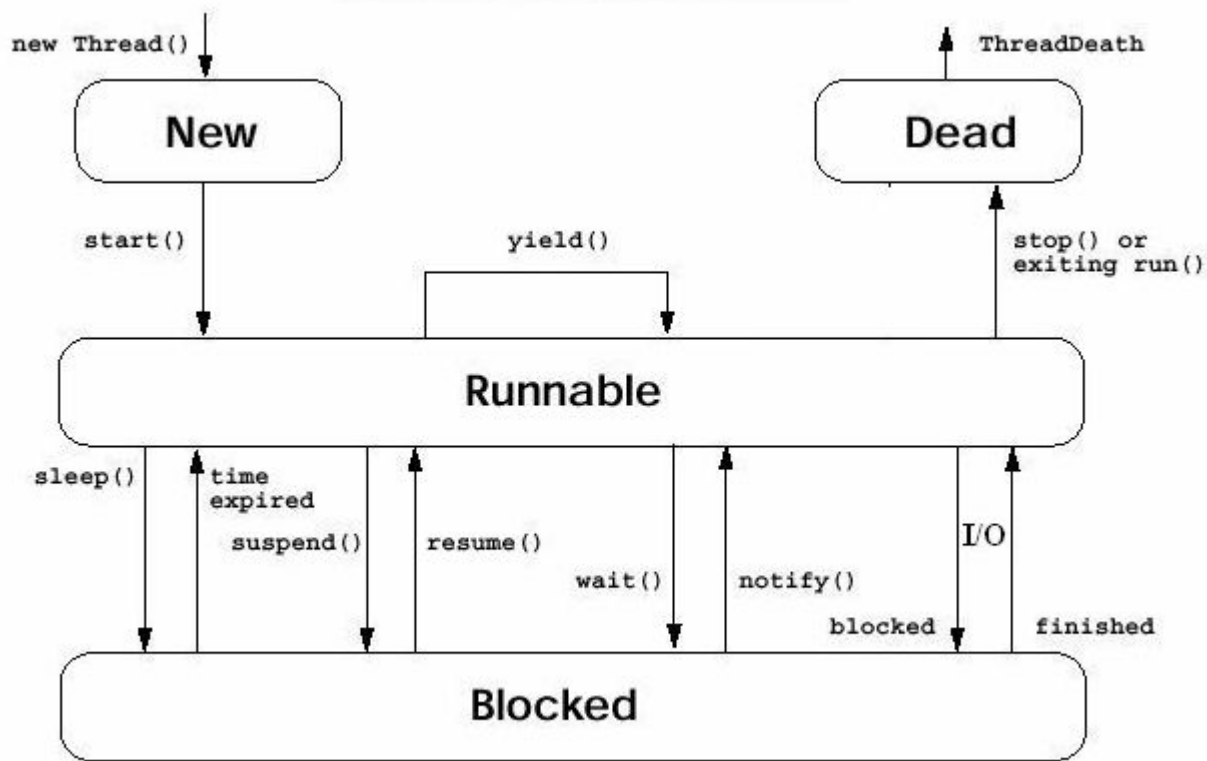 new Thread()
ThreadDeath
New
Dead
start()
yield()
stop() or
exiting run()
Runnable
sleep()
time
expired
suspend()
resume()
wait()
notify()
I/O
blocked
finished
Blocked